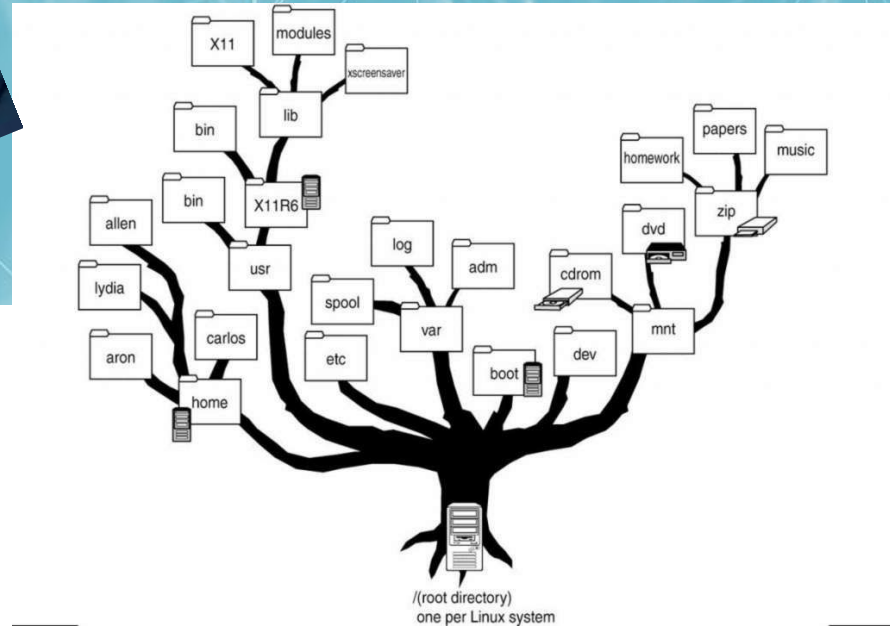 X11
modules
xscreensaver
lib
bin
papers
homework
music
bin
X11R6
zip
allen
dvd
log
usr
adm
cdrom
lydia
spool
carlos
var
mnt
aron
etc
dev
boot
home
/(root directory)
one per Linux system